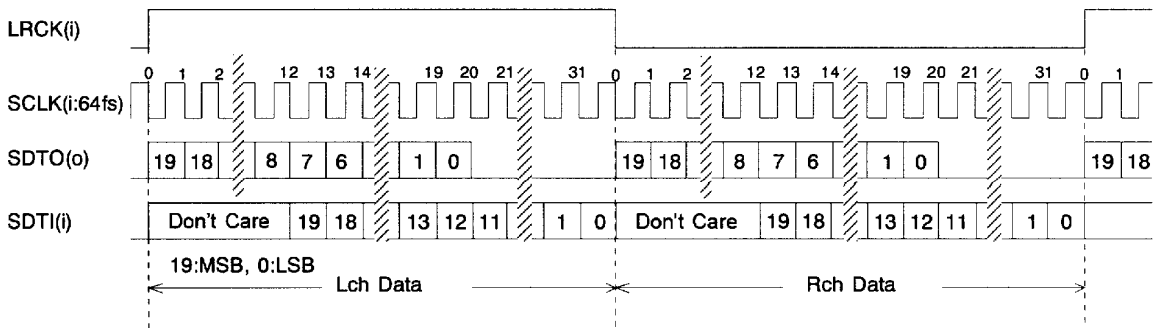 LRCK(i)
0 1 2 12 13 14 19 20 21 31 0 1 2 12 13 14 19 20 21 31 0 1
SCLK(i:64fs)
SDTO(o) 19 18 8 7 6 1 0 19 18 8 7 6 1 0 19 18
SDTI(i) Don't Care 19 18 13 12 11 1 0 Don't Care 19 18 13 12 11 1 0
19:MSB, 0:LSB
Lch Data Rch Data